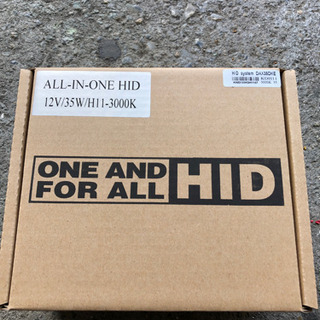 ALL-IN-ONE HID
12V/35W/H11-3000K
HID system
ONE AND
FOR ALL
HID